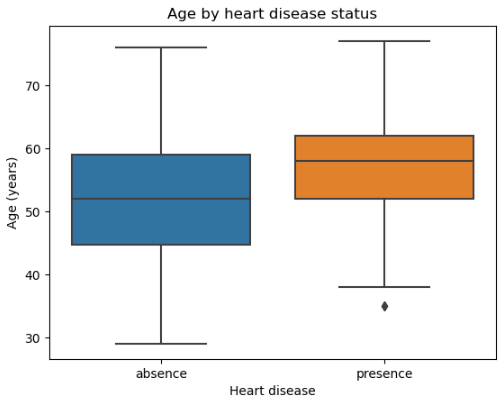 Age by heart disease status
Age (years)
70
60
50
40
30
absence presence
Heart disease